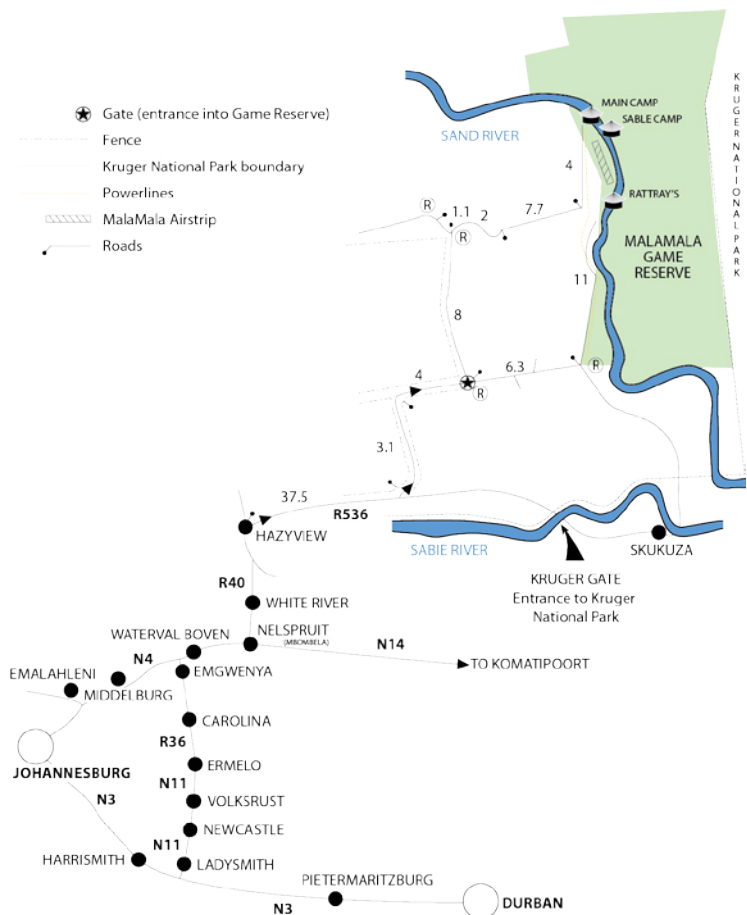 Gate (entrance into Game Reserve)
Fence
Kruger National Park boundary
Powerlines
MalaMala Airstrip
Roads
SAND RIVER
MAIN CAMP
SABLE CAMP
RATTRAY'S
MALAMALA
GAME
RESERVE
KRUGER NATIONAL PARK
4
R
1.1
2
7.7
R
11
8
4
6.3
R
R
3.1
37.5
R536
HAZYVIEW
SABIE RIVER
SKUKUZA
KRUGER GATE
Entrance to Kruger
National Park
R40
WHITE RIVER
NELSPRUIT
(MBOMBELA)
WATERVAL BOVEN
N14
TO KOMATIPOORT
N4
EMGWENYA
EMALAHLENI
MIDDELBURG
CAROLINA
R36
JOHANNESBURG
ERMELO
N11
N3
VOLKSRUST
NEWCASTLE
N11
HARRISMITH
LADYSMITH
PIETERMARITZBURG
N3
DURBAN